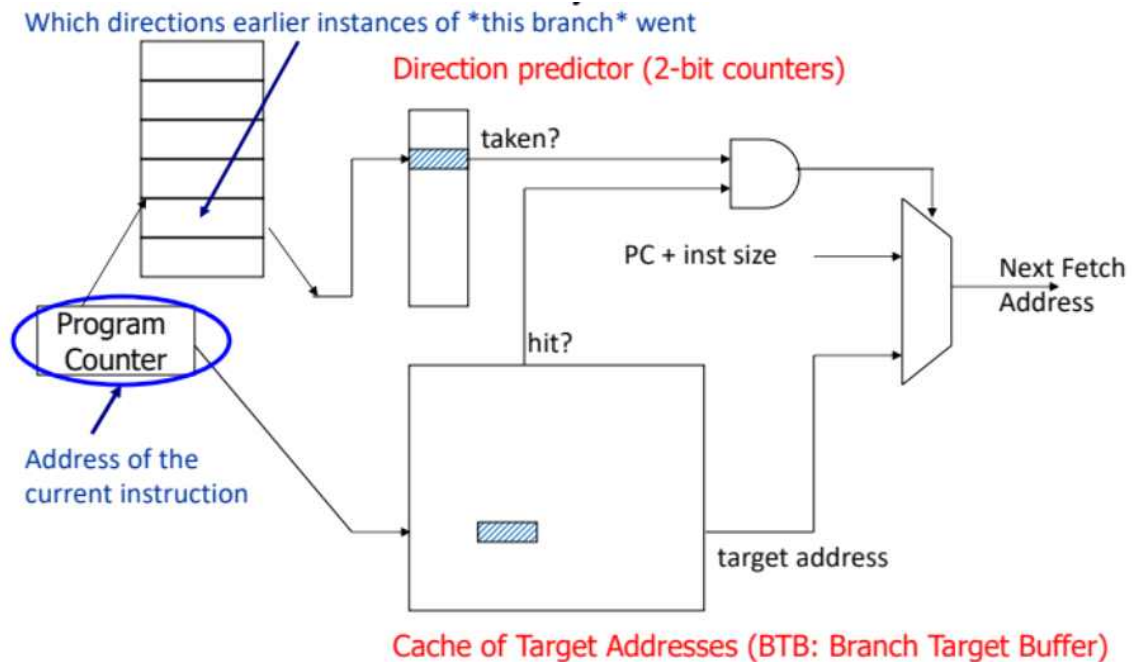 Which directions earlier instances of *this branch* went
Direction predictor (2-bit counters)
taken?
PC + inst size
Next Fetch
Address
Program
Counter
hit?
Address of the
current instruction
target address
Cache of Target Addresses (BTB: Branch Target Buffer)